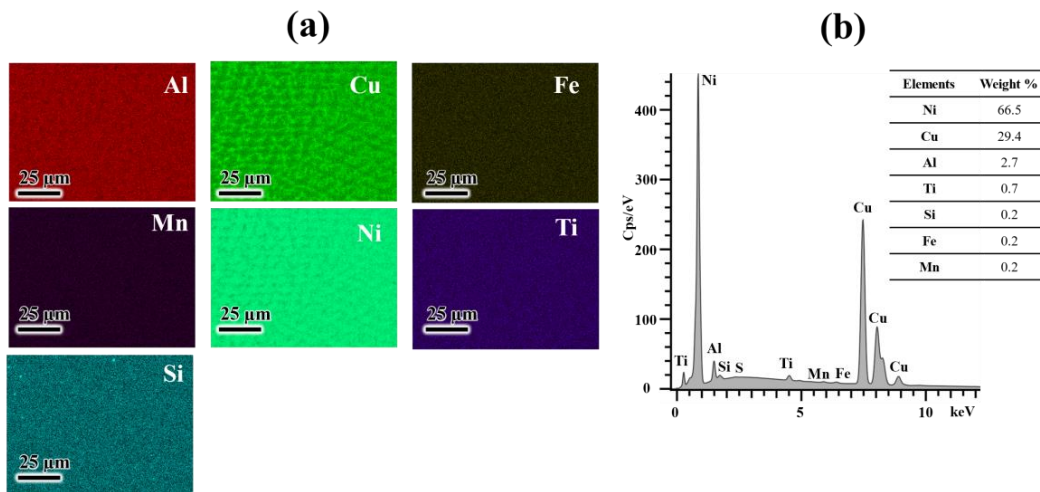 (a)
(b)
Al
25 μm
Cu
25 μm
Fe
25 μm
Mn
25 μm
Ni
25 μm
Ti
25 μm
Si
25 μm
Cps/eV
400
300
200
100
0
0
5
10
keV
Ti
Ni
Al
Si
S
Ti
Mn
Fe
Cu
Cu
Cu
Elements Weight %
Ni 66.5
Cu 29.4
Al 2.7
Ti 0.7
Si 0.2
Fe 0.2
Mn 0.2